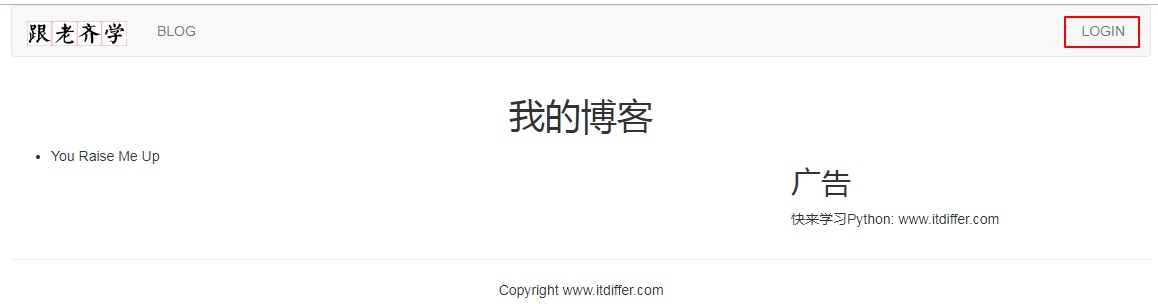 跟老齐学 BLOG LOGIN
我的博客
You Raise Me Up
广告
快来学习Python: www.itdiffer.com
Copyright www.itdiffer.com